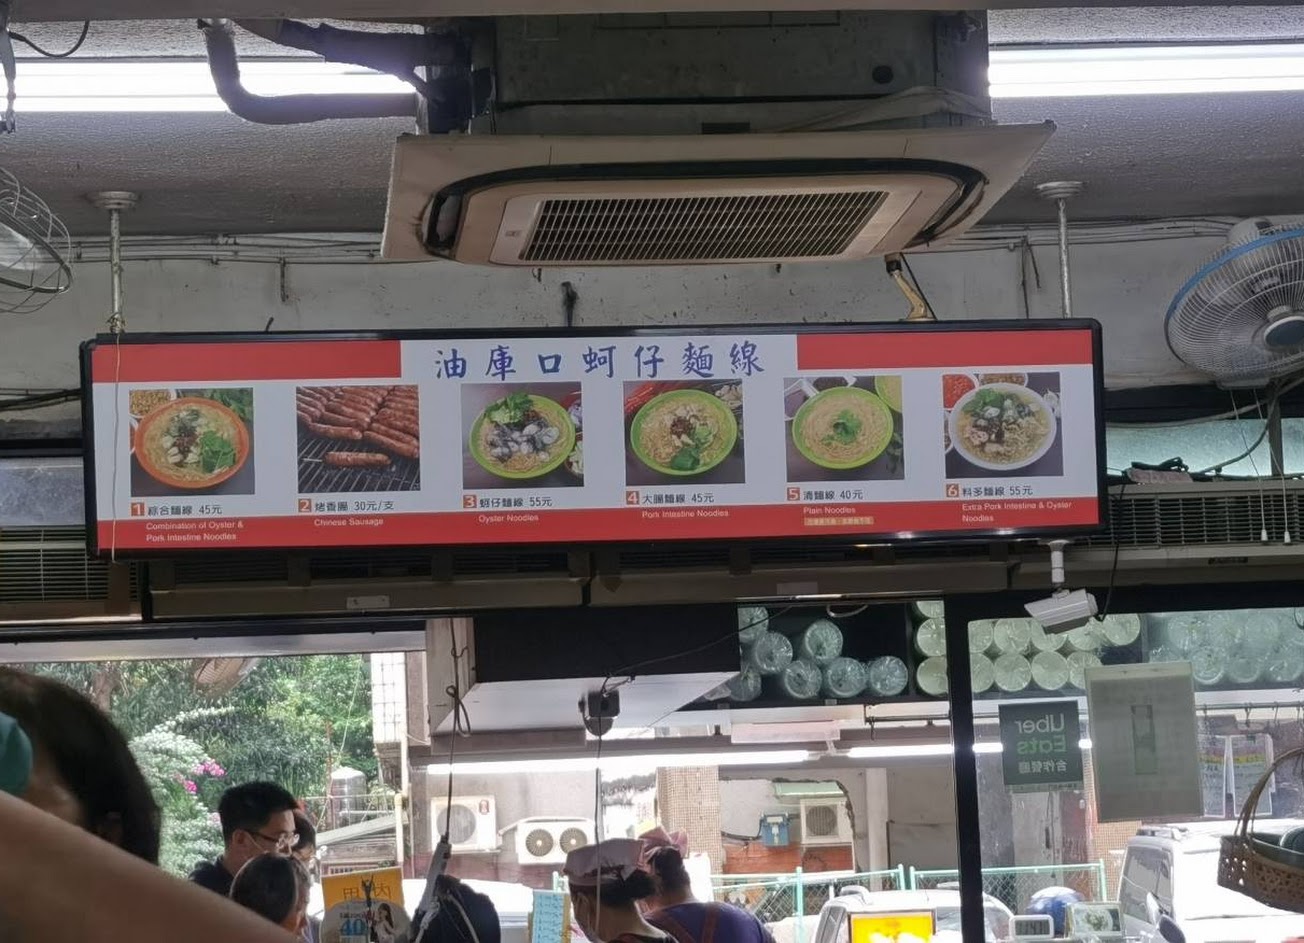 油庫口蚵仔麵線
1 綜合麵線 45元
Combination of Oyster &
Pork Intestine Noodles
2 烤香腸 30元/支
Chinese Sausage
3 蚵仔麵線 55元
Oyster Noodles
4 大腸麵線 45元
Pork Intestine Noodles
5 清麵線 40元
Plain Noodles
6 料多麵線 55元
Extra Pork Intestine & Oyster
Noodles
Uber
Eats
合作餐廳
內用
40